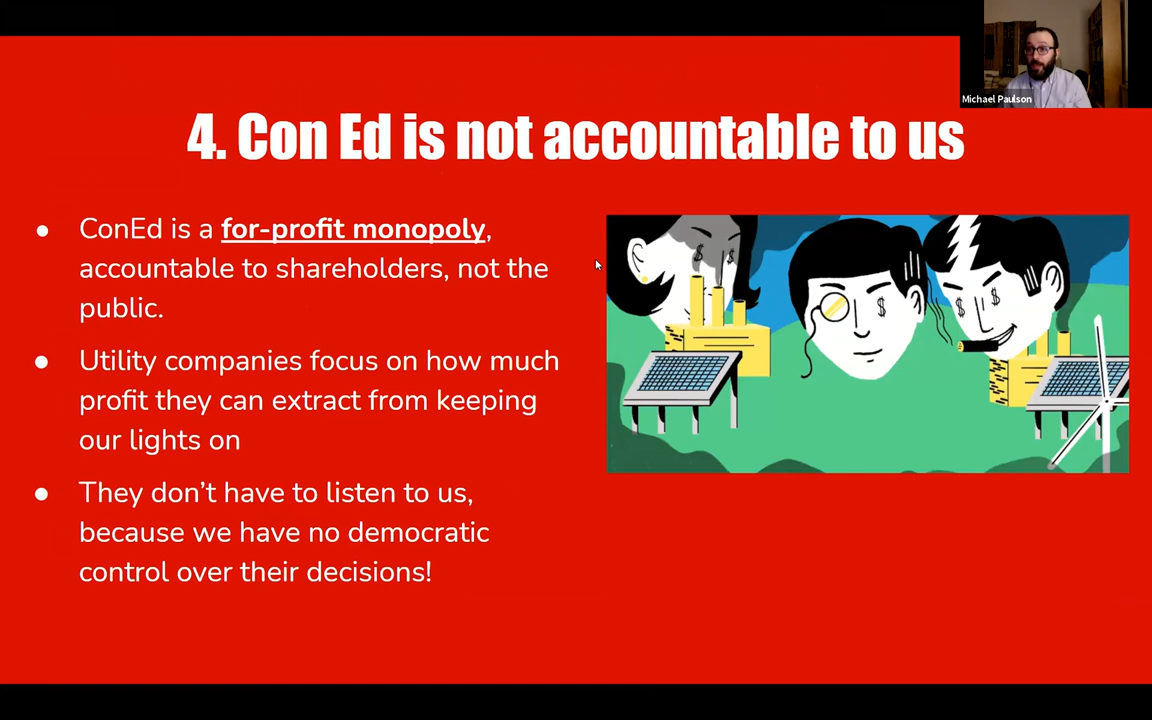 Michael Paulson
4. Con Ed is not accountable to us
● ConEd is a for-profit monopoly,
accountable to shareholders, not the
public.
● Utility companies focus on how much
profit they can extract from keeping
our lights on
● They don’t have to listen to us,
because we have no democratic
control over their decisions!
$ $
$
$ $